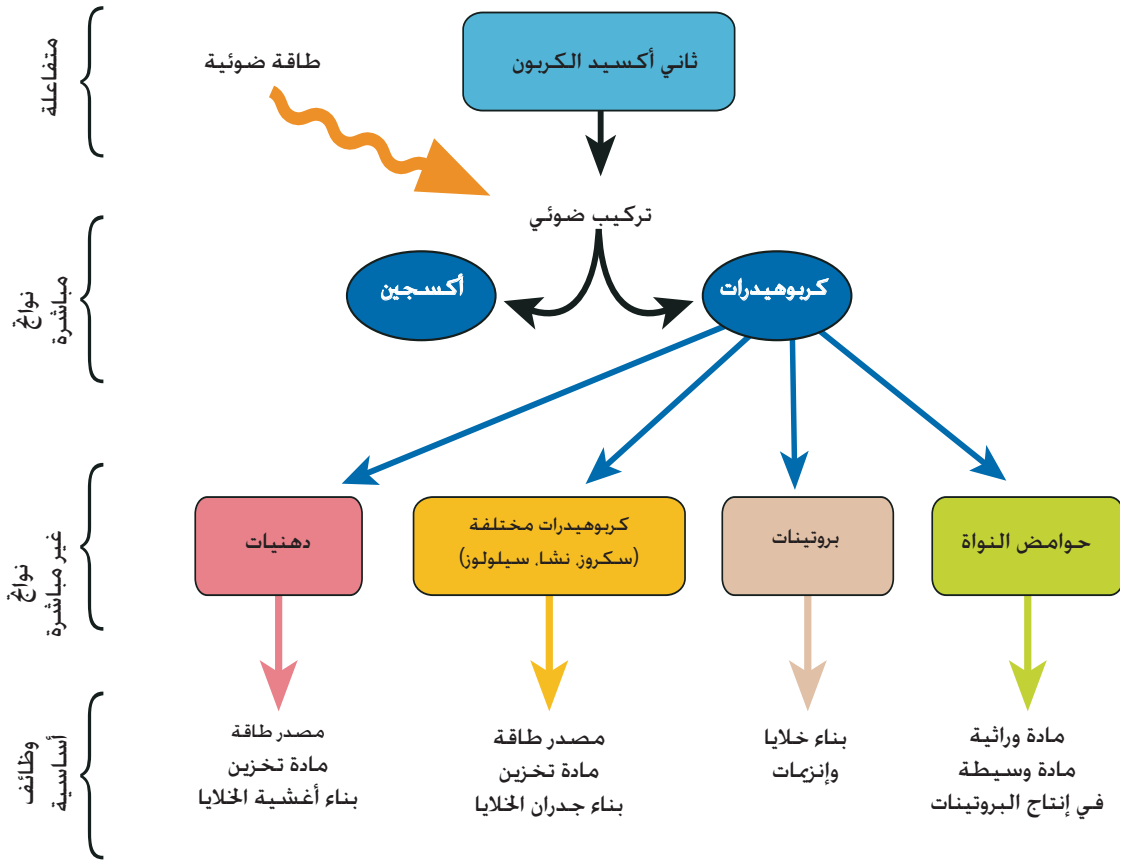 ثاني أكسيد الكربون
طاقة ضوئية
متفاعلة
تركيب ضوئي
كربوهيدرات
أكسجين
نواتج
مباشرة
حوامض النواة
بروتينات
كربوهيدرات مختلفة
(سكروز، نشا، سيلولوز)
دهنيات
نواتج
غير مباشرة
مادة وراثية
مادة وسيطة
في إنتاج البروتينات
بناء خلايا
وإنزيمات
مصدر طاقة
مادة تخزين
بناء جدران الخلايا
مصدر طاقة
مادة تخزين
بناء أغشية الخلايا
وظائف
أساسية